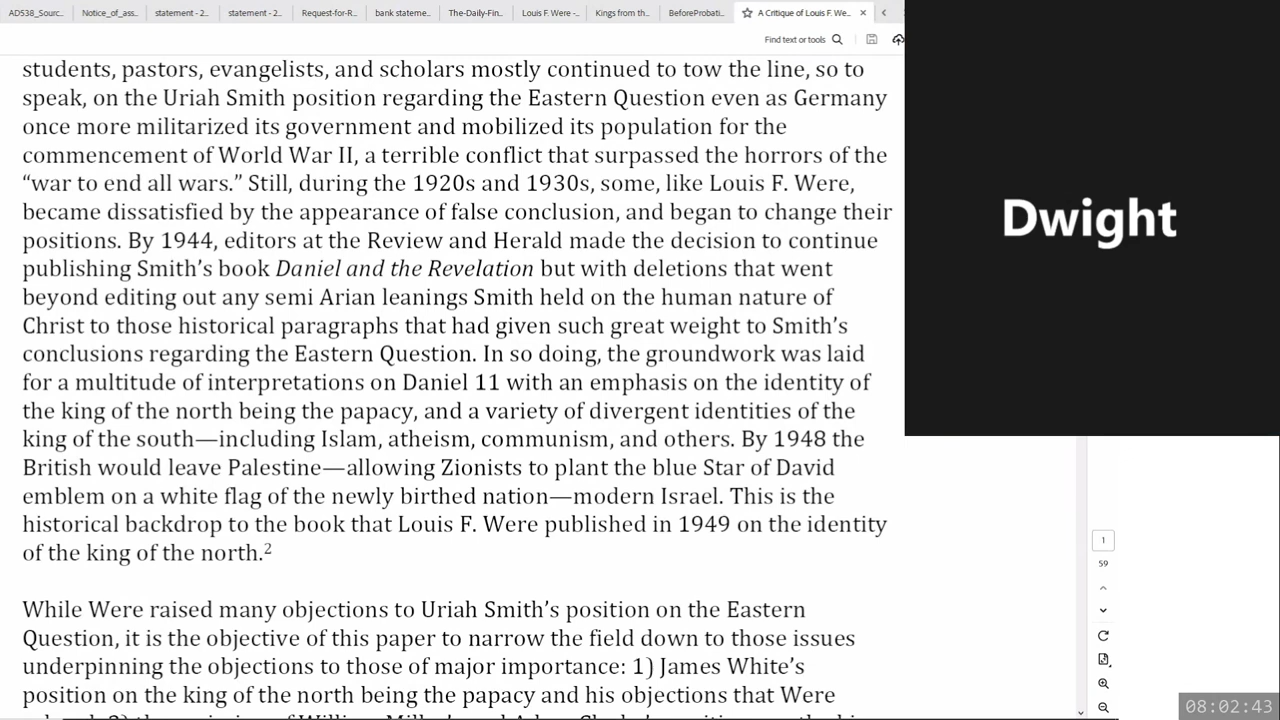 AD538_Sourc...
Notice_of_ass...
statement - 2...
statement - 2...
Request-for-R...
bank stateme...
The-Daily-Fin...
Louis F. Were -...
Kings from th...
BeforeProbati...
A Critique of Louis F. We...
Find text or tools
students, pastors, evangelists, and scholars mostly continued to tow the line, so to
speak, on the Uriah Smith position regarding the Eastern Question even as Germany
once more militarized its government and mobilized its population for the
commencement of World War II, a terrible conflict that surpassed the horrors of the
“war to end all wars.” Still, during the 1920s and 1930s, some, like Louis F. Were,
became dissatisfied by the appearance of false conclusion, and began to change their
positions. By 1944, editors at the Review and Herald made the decision to continue
publishing Smith’s book Daniel and the Revelation but with deletions that went
beyond editing out any semi Arian leanings Smith held on the human nature of
Christ to those historical paragraphs that had given such great weight to Smith’s
conclusions regarding the Eastern Question. In so doing, the groundwork was laid
for a multitude of interpretations on Daniel 11 with an emphasis on the identity of
the king of the north being the papacy, and a variety of divergent identities of the
king of the south—including Islam, atheism, communism, and others. By 1948 the
British would leave Palestine—allowing Zionists to plant the blue Star of David
emblem on a white flag of the newly birthed nation—modern Israel. This is the
historical backdrop to the book that Louis F. Were published in 1949 on the identity
of the king of the north.2
While Were raised many objections to Uriah Smith’s position on the Eastern
Question, it is the objective of this paper to narrow the field down to those issues
underpinning the objections to those of major importance: 1) James White’s
position on the king of the north being the papacy and his objections that Were
Dwight
1
59
08:02:43